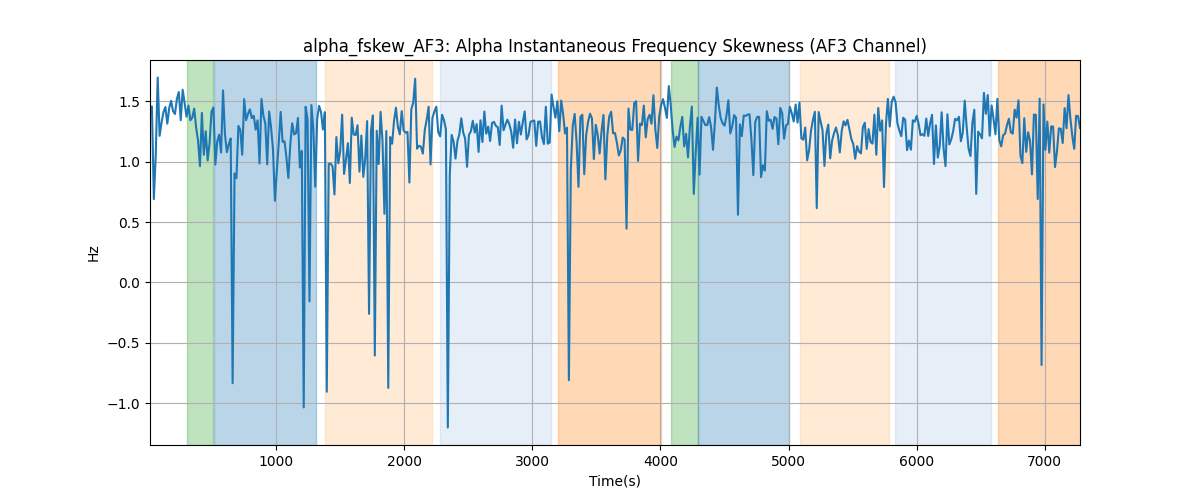 alpha_fskew_AF3: Alpha Instantaneous Frequency Skewness (AF3 Channel)
Hz
1.5
1.0
0.5
0.0
−0.5
−1.0
1000 2000 3000 4000 5000 6000 7000
Time(s)